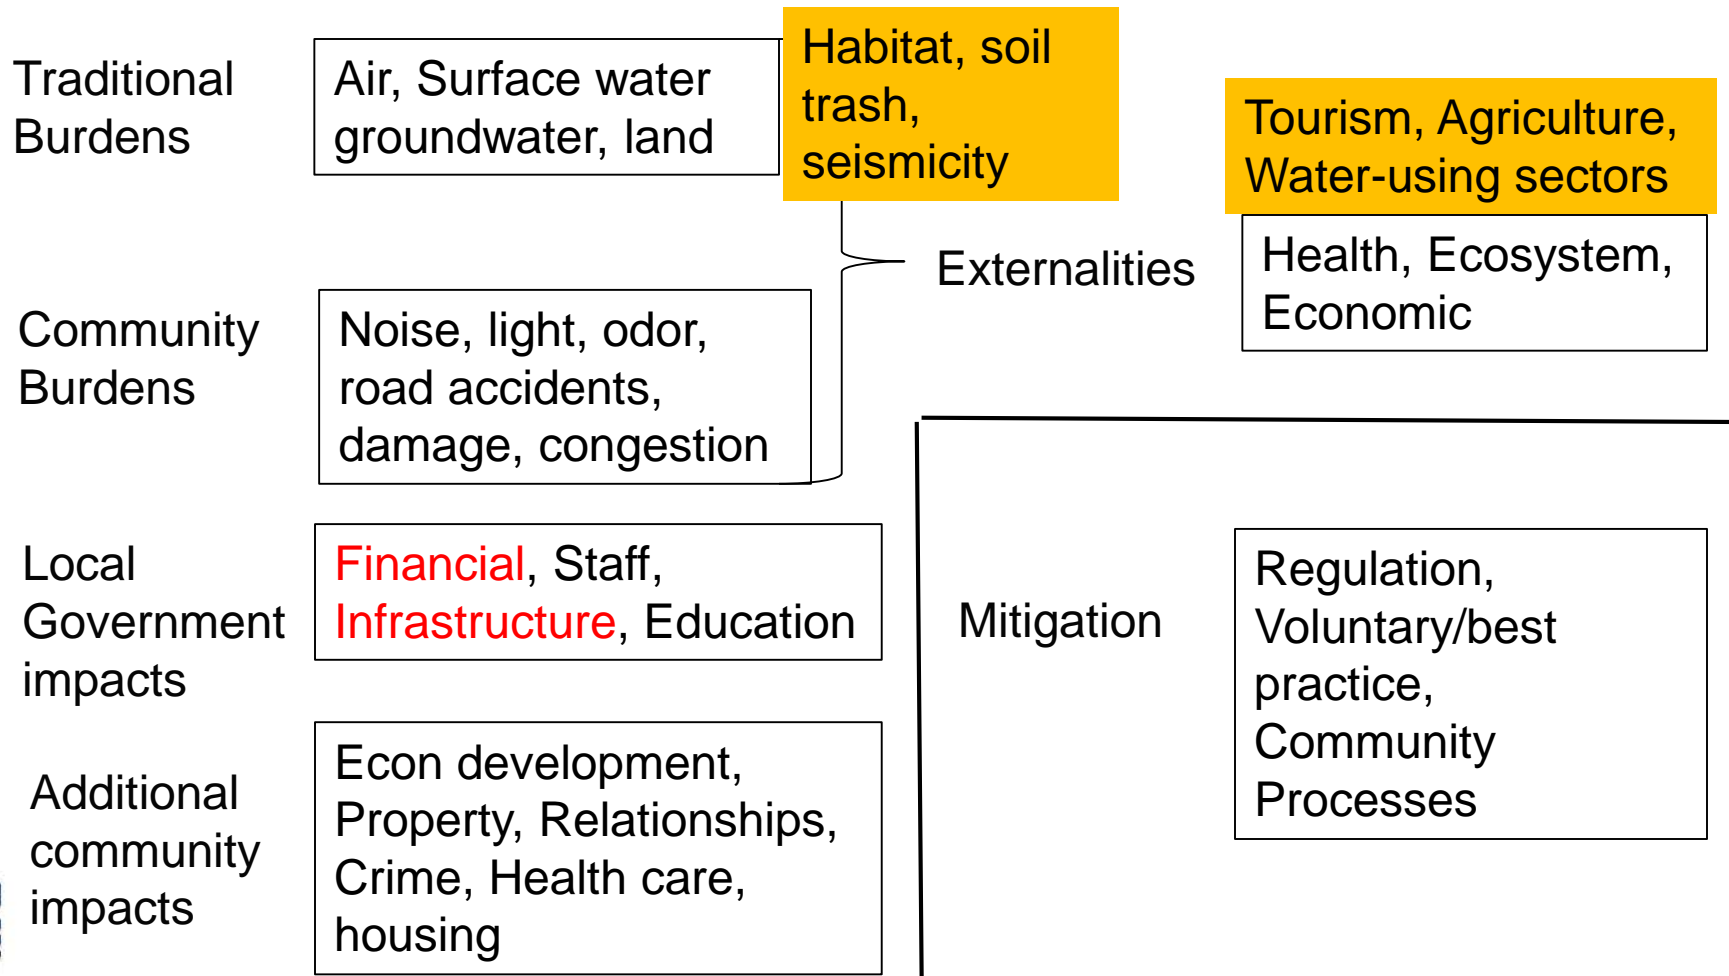 Traditional
Burdens
Air, Surface water
groundwater, land
Habitat, soil
trash,
seismicity
Tourism, Agriculture,
Water-using sectors
Externalities
Health, Ecosystem,
Economic
Community
Burdens
Noise, light, odor,
road accidents,
damage, congestion
Local
Government
impacts
Financial, Staff,
Infrastructure, Education
Mitigation
Regulation,
Voluntary/best
practice,
Community
Processes
Additional
community
impacts
Econ development,
Property, Relationships,
Crime, Health care,
housing